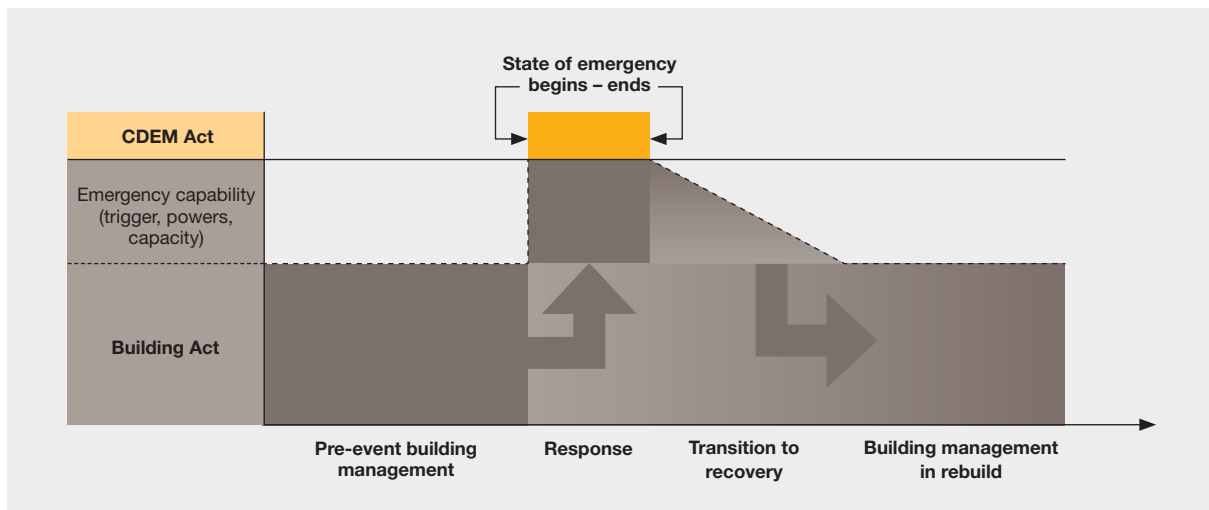 State of emergency
begins – ends
CDEM Act
Emergency capability
(trigger, powers,
capacity)
Building Act
Pre-event building
management
Response
Transition to
recovery
Building management
in rebuild